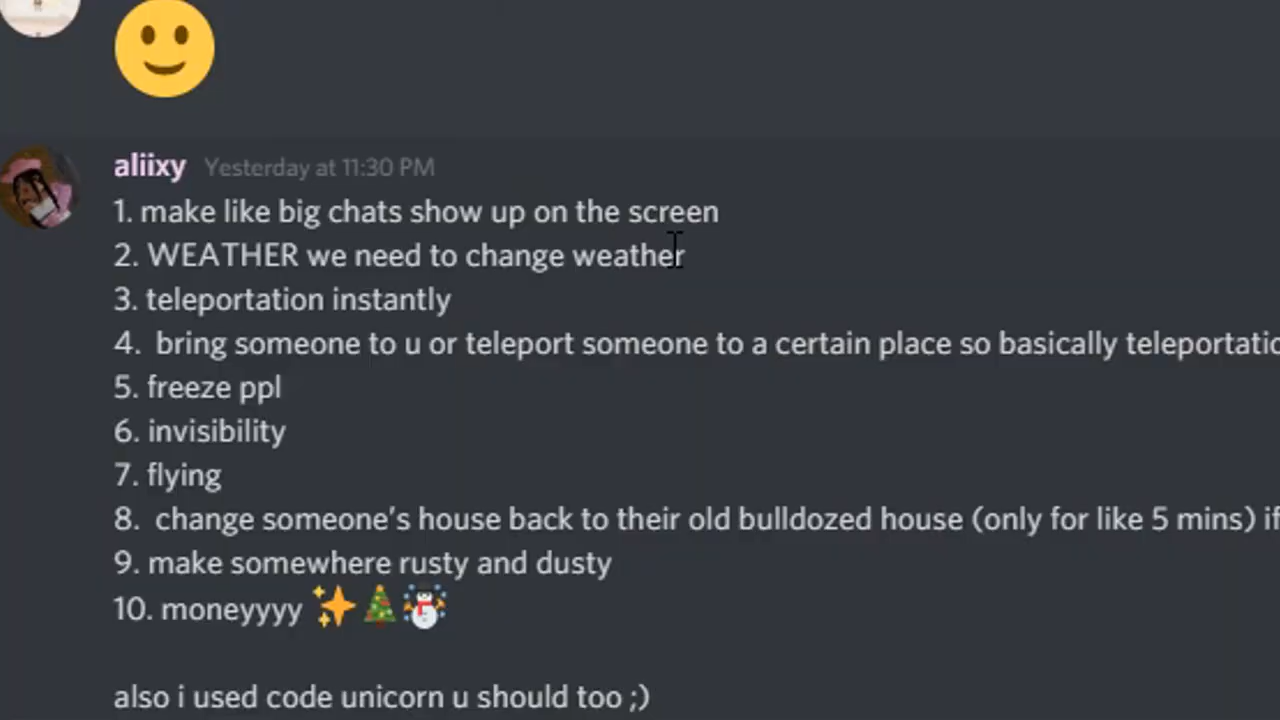 aliixy Yesterday at 11:30 PM
1. make like big chats show up on the screen
2. WEATHER we need to change weather
3. teleportation instantly
4. bring someone to u or teleport someone to a certain place so basically
5. freeze ppl
6. invisibility
7. flying
8. change someone’s house back to their old bulldozed house (only for like 5 mins) if
9. make somewhere rusty and dusty
10. moneyyyy ✨🎄☃️
also i used code unicorn u should too ;)